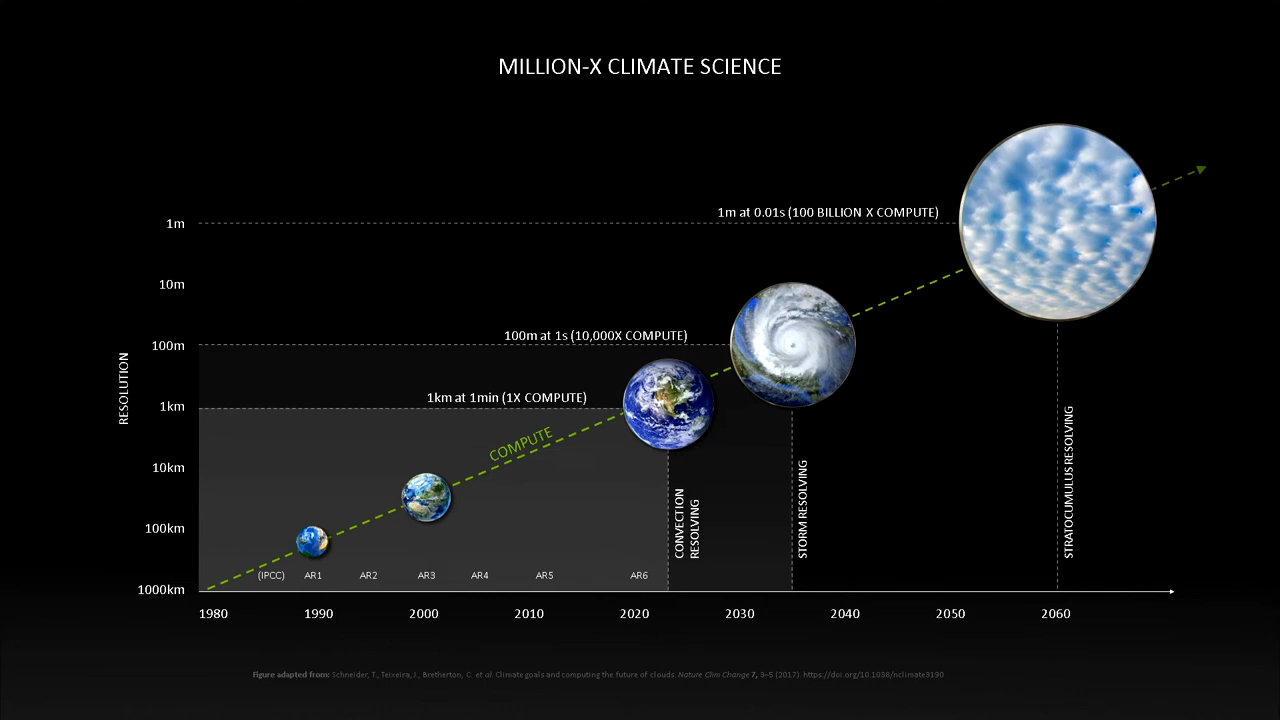 MILLION-X CLIMATE SCIENCE
1m at 0.01s (100 BILLION X COMPUTE)
1m
10m
100m at 1s (10,000X COMPUTE)
100m
RESOLUTION
1km at 1min (1X COMPUTE)
1km
COMPUTE
10km
CONVECTION
RESOLVING
STORM RESOLVING
STRATOCUMULUS RESOLVING
100km
(IPCC) AR1 AR2 AR3 AR4 AR5 AR6
1000km
1980 1990 2000 2010 2020 2030 2040 2050 2060
Figure adapted from: Schneider, T., Teixeira, J., Bretherton, C. et al. Climate goals and computing the future of clouds. Nature Clim Change 7, 3–5 (2017). https://doi.org/10.1038/nclimate3190